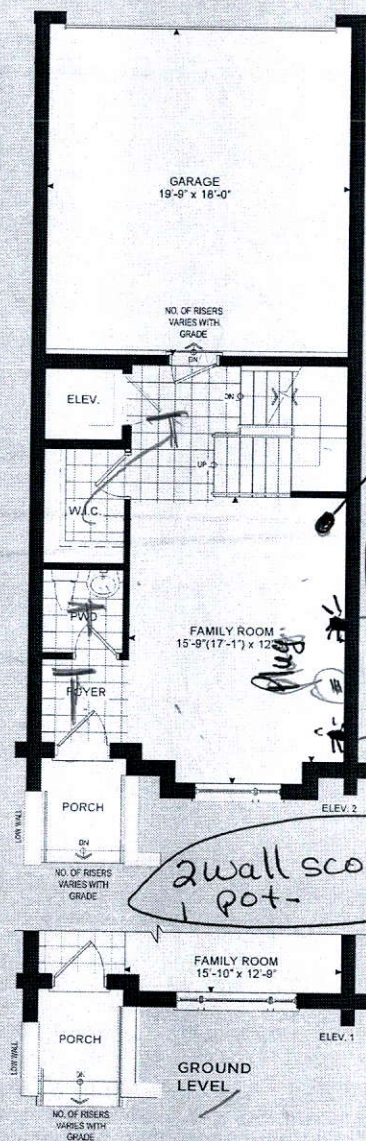 GARAGE
19'-9" x 18'-0"
NO. OF RISERS
VARIES WITH
GRADE
DN
ELEV.
DN
UP
W.I.C.
PWD
FAMILY ROOM
15'-9"(17'-1") x 12'
Plug
FOYER
PORCH
ELEV. 2
LOW WALL
DN
NO. OF RISERS
VARIES WITH
GRADE
2 wall sco
1 pot-
FAMILY ROOM
15'-10" x 12'-9"
PORCH
ELEV. 1
LOW WALL
DN
GROUND
LEVEL
NO. OF RISERS
VARIES WITH
GRADE